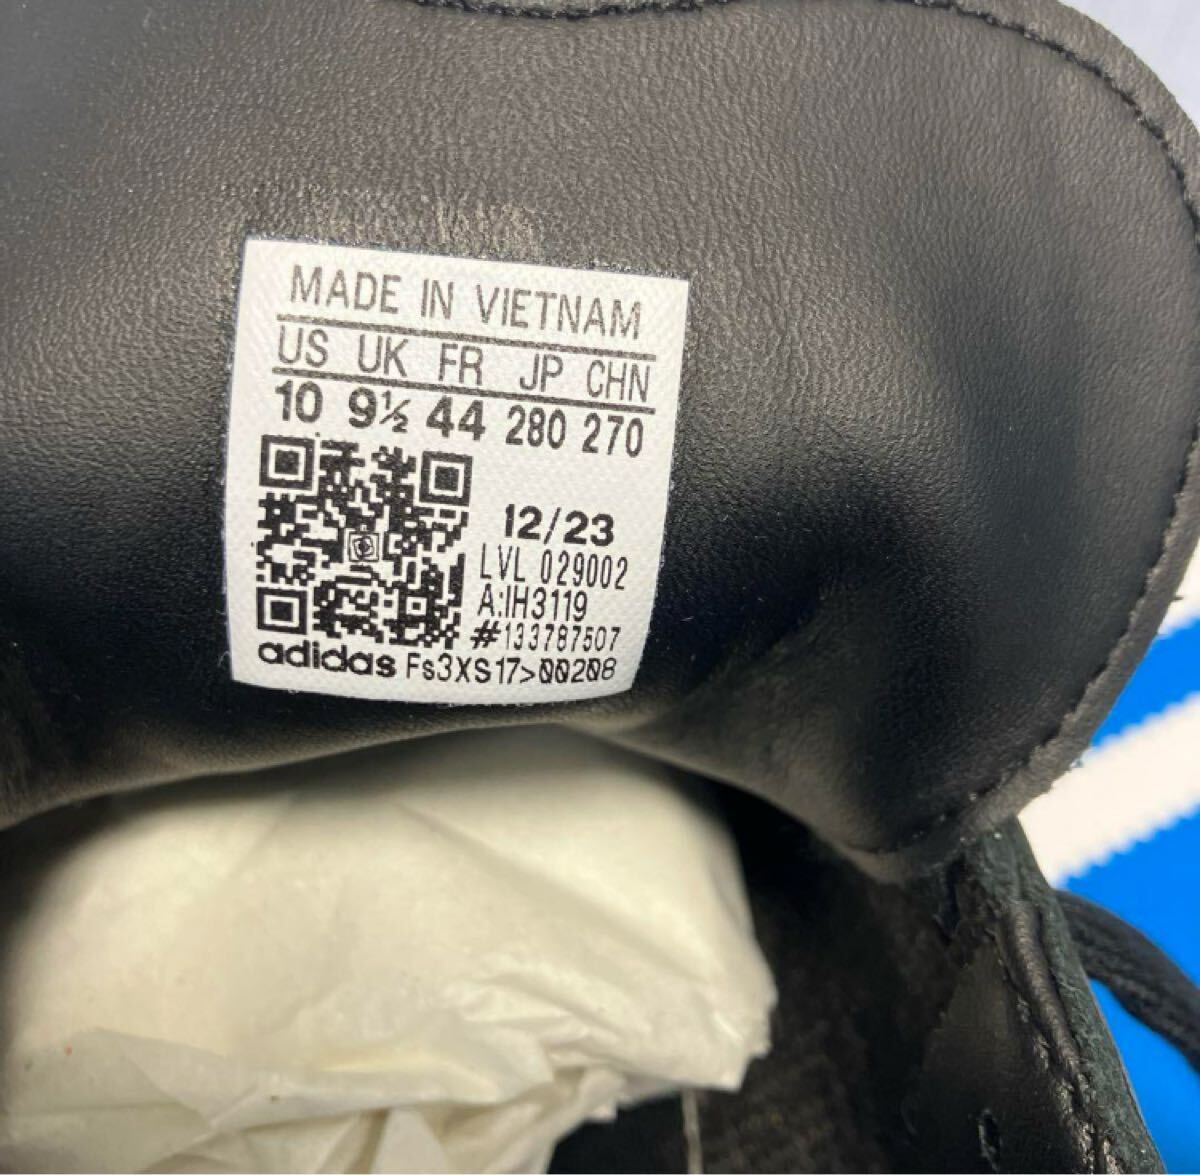 MADE IN VIETNAM
US UK FR JP CHN
10 9½ 44 280 270
12/23
LVL 029002
A:IH3119
#133787507
adidas Fs3XS17>00208